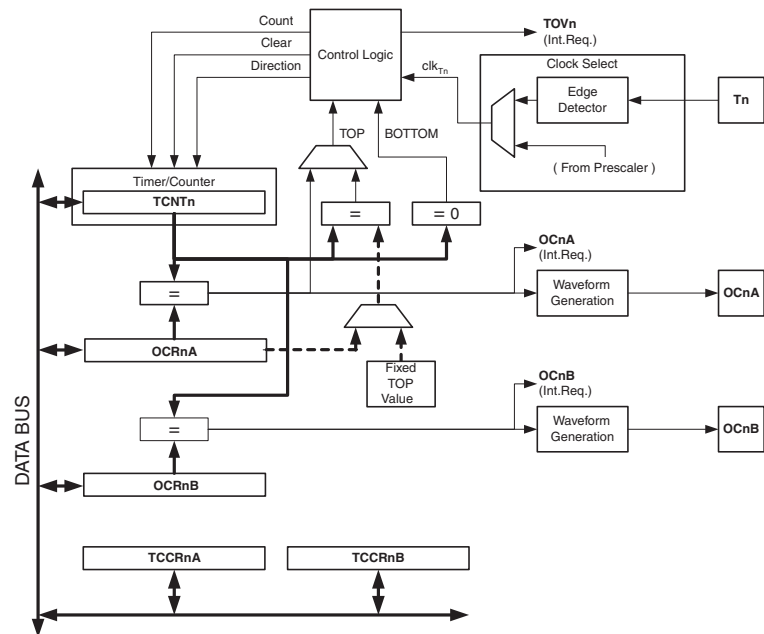 Count
Clear
Direction
Control Logic
TOVn
(Int.Req.)
clkTn
Clock Select
Edge
Detector
Tn
( From Prescaler )
TOP
BOTTOM
Timer/Counter
TCNTn
=
= 0
OCnA
(Int.Req.)
=
Waveform
Generation
OCnA
OCRnA
Fixed
TOP
Value
OCnB
(Int.Req.)
=
Waveform
Generation
OCnB
OCRnB
DATA BUS
TCCRnA
TCCRnB